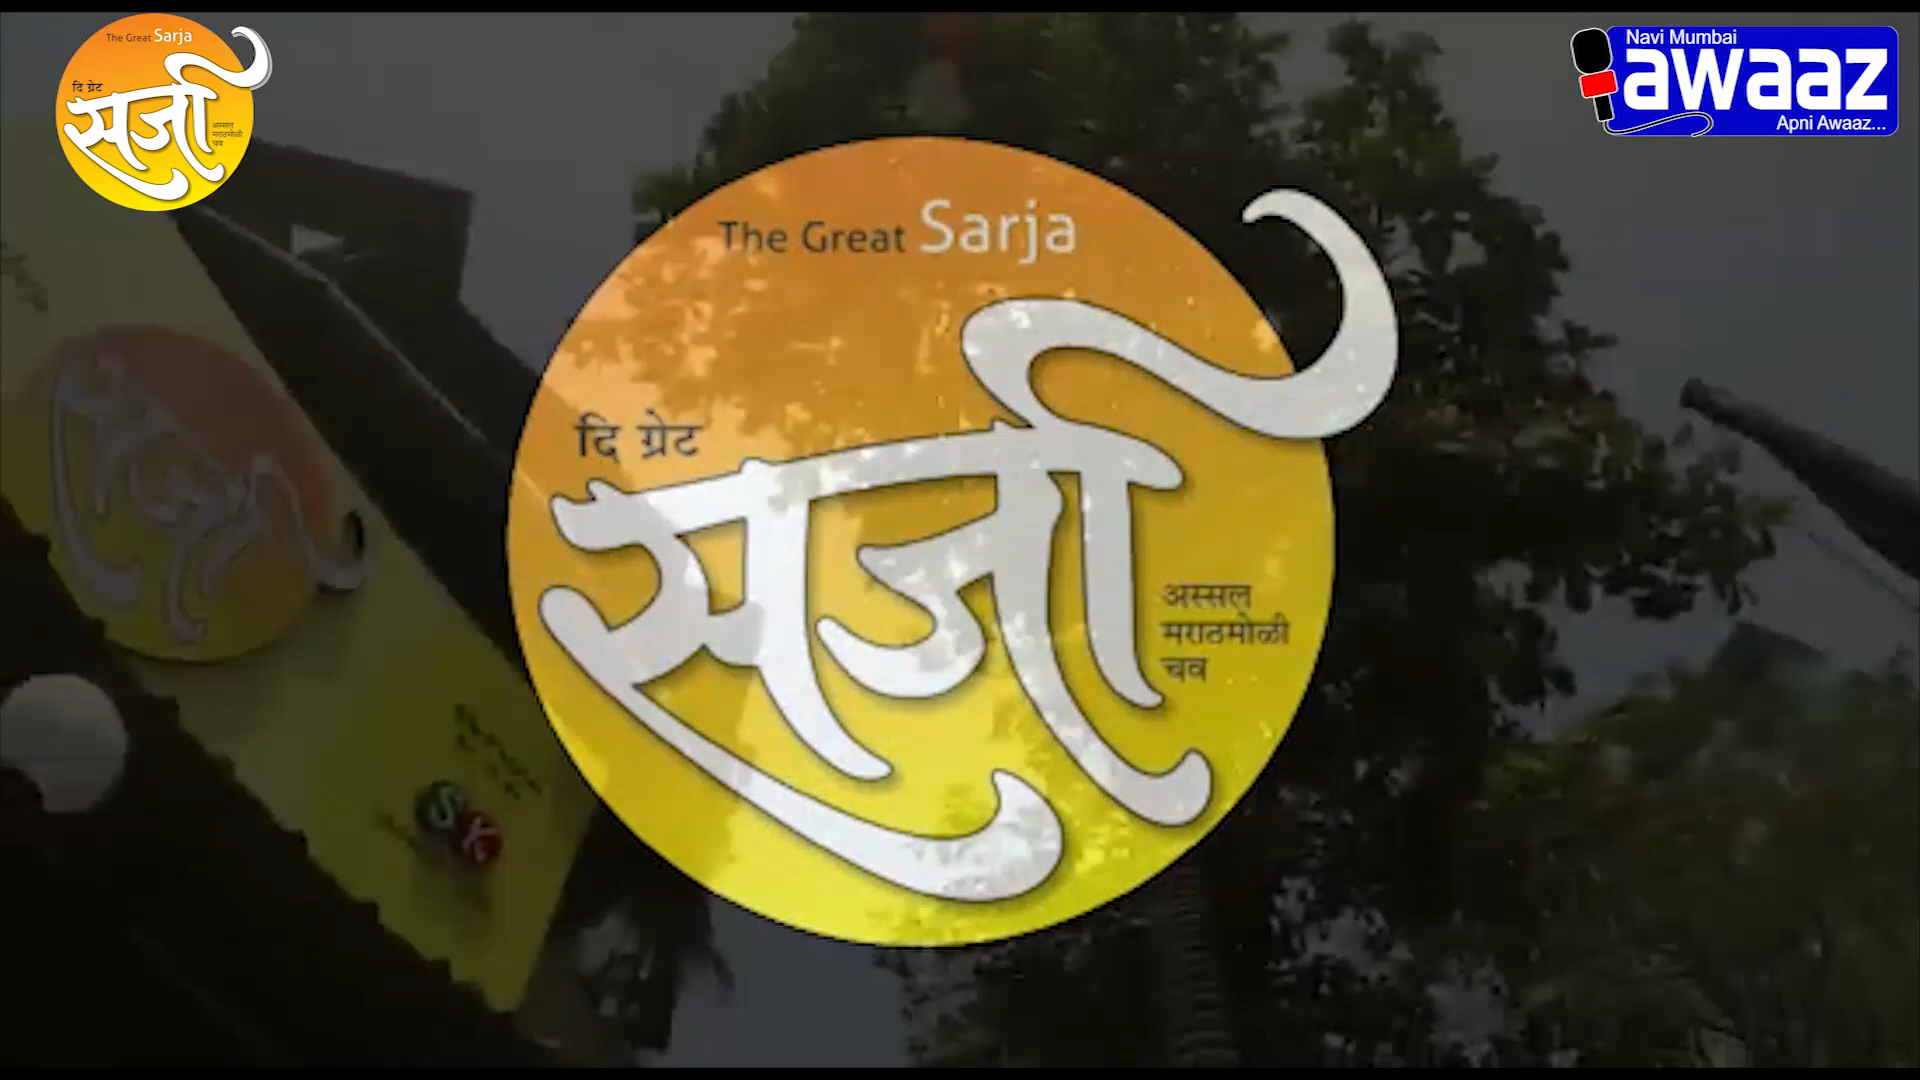 The Great Sarja
दि ग्रेट
सर्जा
अस्सल
मराठमोळी
चव
Navi Mumbai
awaaz
Apni Awaaz...
The Great Sarja
दि ग्रेट
सर्जा
अस्सल
मराठमोळी
चव
SK